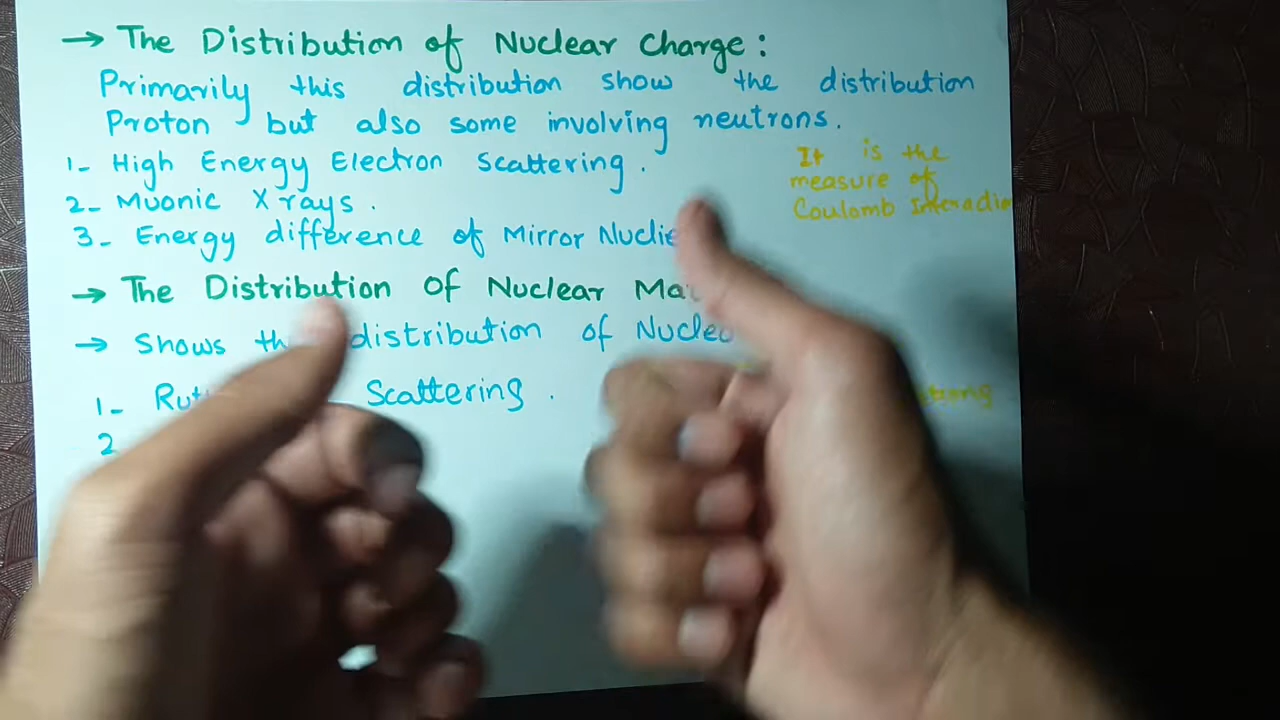 → The Distribution of Nuclear Charge :
Primarily this distribution show the distribution
Proton but also some involving neutrons.
1- High Energy Electron Scattering.
It is the
measure of
Coulomb
2- Muonic X rays.
3- Energy difference of Mirror
→ The Distribution Of Nuclear
→ Shows distribution of
1- Scattering.
2